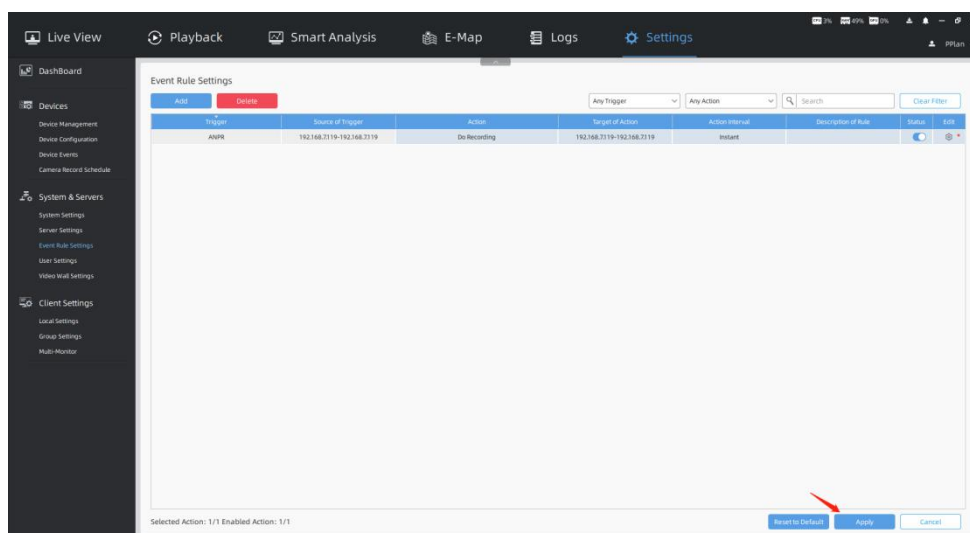 CPU 3% 49% 0%
Live View Playback Smart Analysis E-Map Logs Settings
PPlan
DashBoard
Devices
Device Management
Device Configuration
Device Events
Camera Record Schedule
System & Servers
System Settings
Server Settings
Event Rule Settings
User Settings
Video Wall Settings
Client Settings
Local Settings
Group Settings
Multi-Monitor
Event Rule Settings
Add Delete Any Trigger Any Action Search Clear Filter
Trigger Source of Trigger Action Target of Action Action Interval Description of Rule Status Edit
ANPR 192.168.7.119-192.168.7.119 Do Recording 192.168.7.119-192.168.7.119 Instant *
Selected Action: 1/1 Enabled Action: 1/1 Reset to Default Apply Cancel